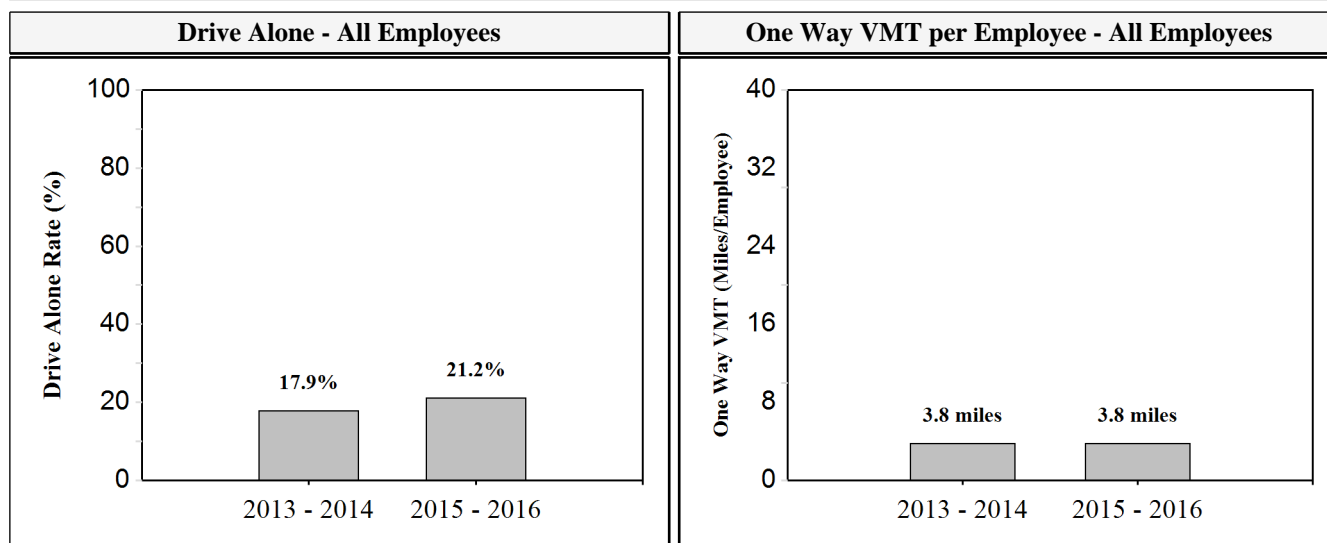 Drive Alone - All Employees
One Way VMT per Employee - All Employees
Drive Alone Rate (%)
100
80
60
40
20
0
17.9%
21.2%
2013 - 2014
2015 - 2016
One Way VMT (Miles/Employee)
40
32
24
16
8
0
3.8 miles
3.8 miles
2013 - 2014
2015 - 2016